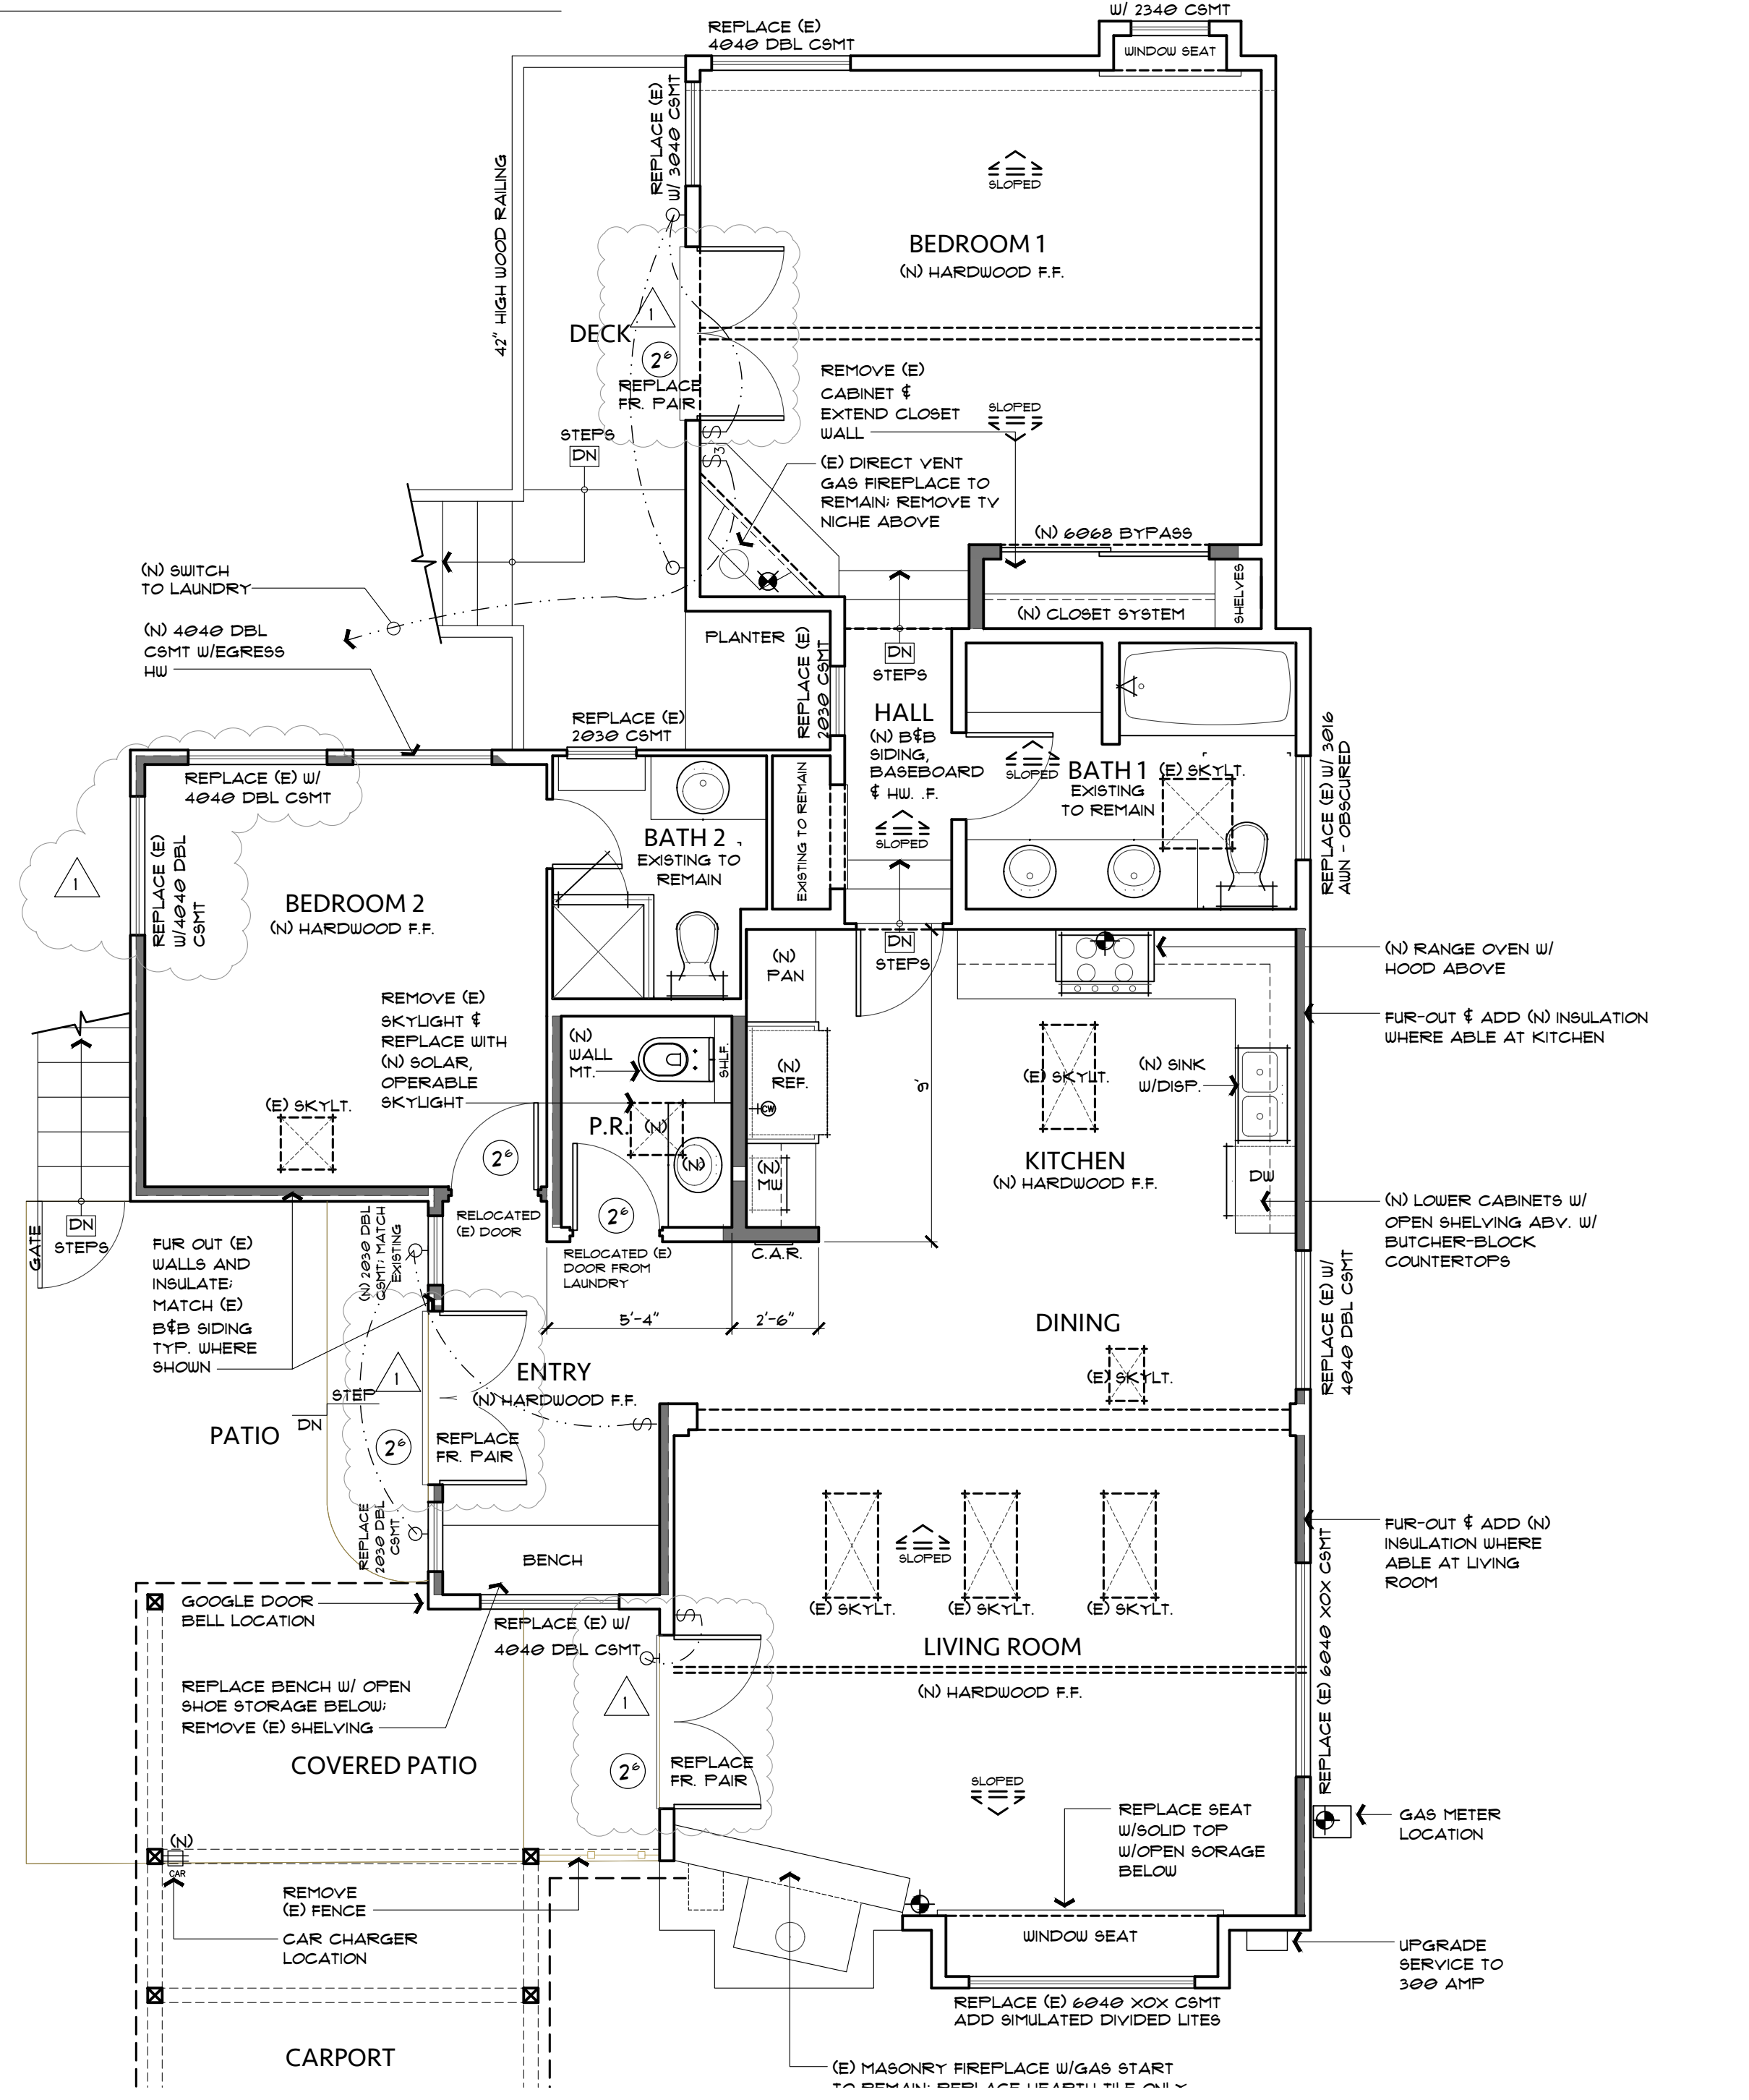 W/ 2340 CSMT
REPLACE (E)
4040 DBL CSMT
WINDOW SEAT
REPLACE (E)
W/ 3040 CSMT
42" HIGH WOOD RAILING
SLOPED
BEDROOM 1
(N) HARDWOOD F.F.
1
DECK
2⁶
REPLACE
FR. PAIR
REMOVE (E)
CABINET &
EXTEND CLOSET
WALL
SLOPED
STEPS
DN
$
$3
(E) DIRECT VENT
GAS FIREPLACE TO
REMAIN; REMOVE TV
NICHE ABOVE
(N) 6068 BYPASS
(N) SWITCH
TO LAUNDRY
SHELVES
(N) CLOSET SYSTEM
(N) 4040 DBL
CSMT W/EGRESS
HW
PLANTER
REPLACE (E)
2030 CSMT
DN
STEPS
REPLACE (E)
2030 CSMT
HALL
(N) B&B
SIDING,
BASEBOARD
& HW. .F.
SLOPED
SLOPED
BATH 1
EXISTING
TO REMAIN
(E) SKYLT.
REPLACE (E) W/ 3016
AWN - OBSCURED
REPLACE (E) W/
4040 DBL CSMT
REPLACE (E)
W/4040 DBL
CSMT
1
BATH 2
EXISTING TO
REMAIN
EXISTING TO REMAIN
BEDROOM 2
(N) HARDWOOD F.F.
DN
STEPS
(N)
PAN
(N) RANGE OVEN W/
HOOD ABOVE
REMOVE (E)
SKYLIGHT &
REPLACE WITH
(N) SOLAR,
OPERABLE
SKYLIGHT
(N)
WALL
MT.
SHLF.
(N)
REF.
CW
9'
(E) SKYLT.
(N) SINK
W/DISP.
FUR-OUT & ADD (N) INSULATION
WHERE ABLE AT KITCHEN
(E) SKYLT.
P.R.
(N)
(N)
2⁶
2⁶
(N)
MW
KITCHEN
(N) HARDWOOD F.F.
DW
(N) LOWER CABINETS W/
OPEN SHELVING ABV. W/
BUTCHER-BLOCK
COUNTERTOPS
GATE
DN
STEPS
FUR OUT (E)
WALLS AND
INSULATE;
MATCH (E)
B&B SIDING
TYP. WHERE
SHOWN
(N) 2030 DBL
CSMT; MATCH
EXISTING
RELOCATED
(E) DOOR
RELOCATED (E)
DOOR FROM
LAUNDRY
C.A.R.
5'-4"
2'-6"
DINING
(E) SKYLT.
REPLACE (E) W/
4040 DBL CSMT
1
STEP
DN
PATIO
2⁶
ENTRY
(N) HARDWOOD F.F.
$
REPLACE
FR. PAIR
REPLACE
2030 DBL
CSMT
BENCH
SLOPED
(E) SKYLT.
(E) SKYLT.
(E) SKYLT.
FUR-OUT & ADD (N)
INSULATION WHERE
ABLE AT LIVING
ROOM
GOOGLE DOOR
BELL LOCATION
REPLACE (E) W/
4040 DBL CSMT
$
LIVING ROOM
(N) HARDWOOD F.F.
REPLACE (E) 6040 XOX CSMT
REPLACE BENCH W/ OPEN
SHOE STORAGE BELOW;
REMOVE (E) SHELVING
1
COVERED PATIO
2⁶
REPLACE
FR. PAIR
SLOPED
REPLACE SEAT
W/SOLID TOP
W/OPEN SORAGE
BELOW
GAS METER
LOCATION
(N)
CAR
REMOVE
(E) FENCE
CAR CHARGER
LOCATION
WINDOW SEAT
UPGRADE
SERVICE TO
300 AMP
REPLACE (E) 6040 XOX CSMT
ADD SIMULATED DIVIDED LITES
CARPORT
(E) MASONRY FIREPLACE W/GAS START
TO REMAIN; REPLACE HEARTH TILE ONLY